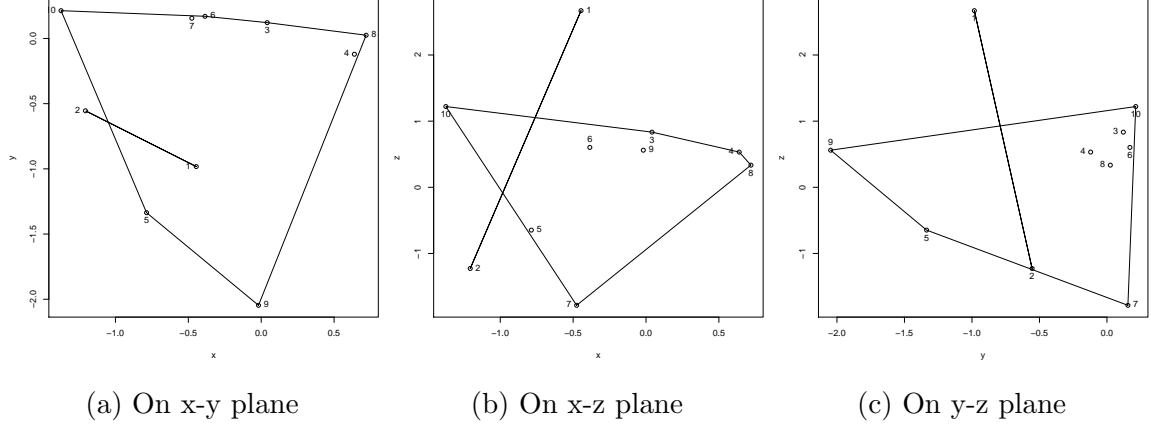 0 7 6 3 8 4 2 1 5 9
0.0 −0.5 −1.0 −1.5 −2.0
y
−1.0 −0.5 0.0 0.5
x
1 10 3 4 8 6 9 5 2 7
2 1 0 −1
z
−1.0 −0.5 0.0 0.5
x
1 10 3 6 4 8 9 5 2 7
2 1 0 −1
z
−2.0 −1.5 −1.0 −0.5 0.0
y
(a) On x-y plane
(b) On x-z plane
(c) On y-z plane